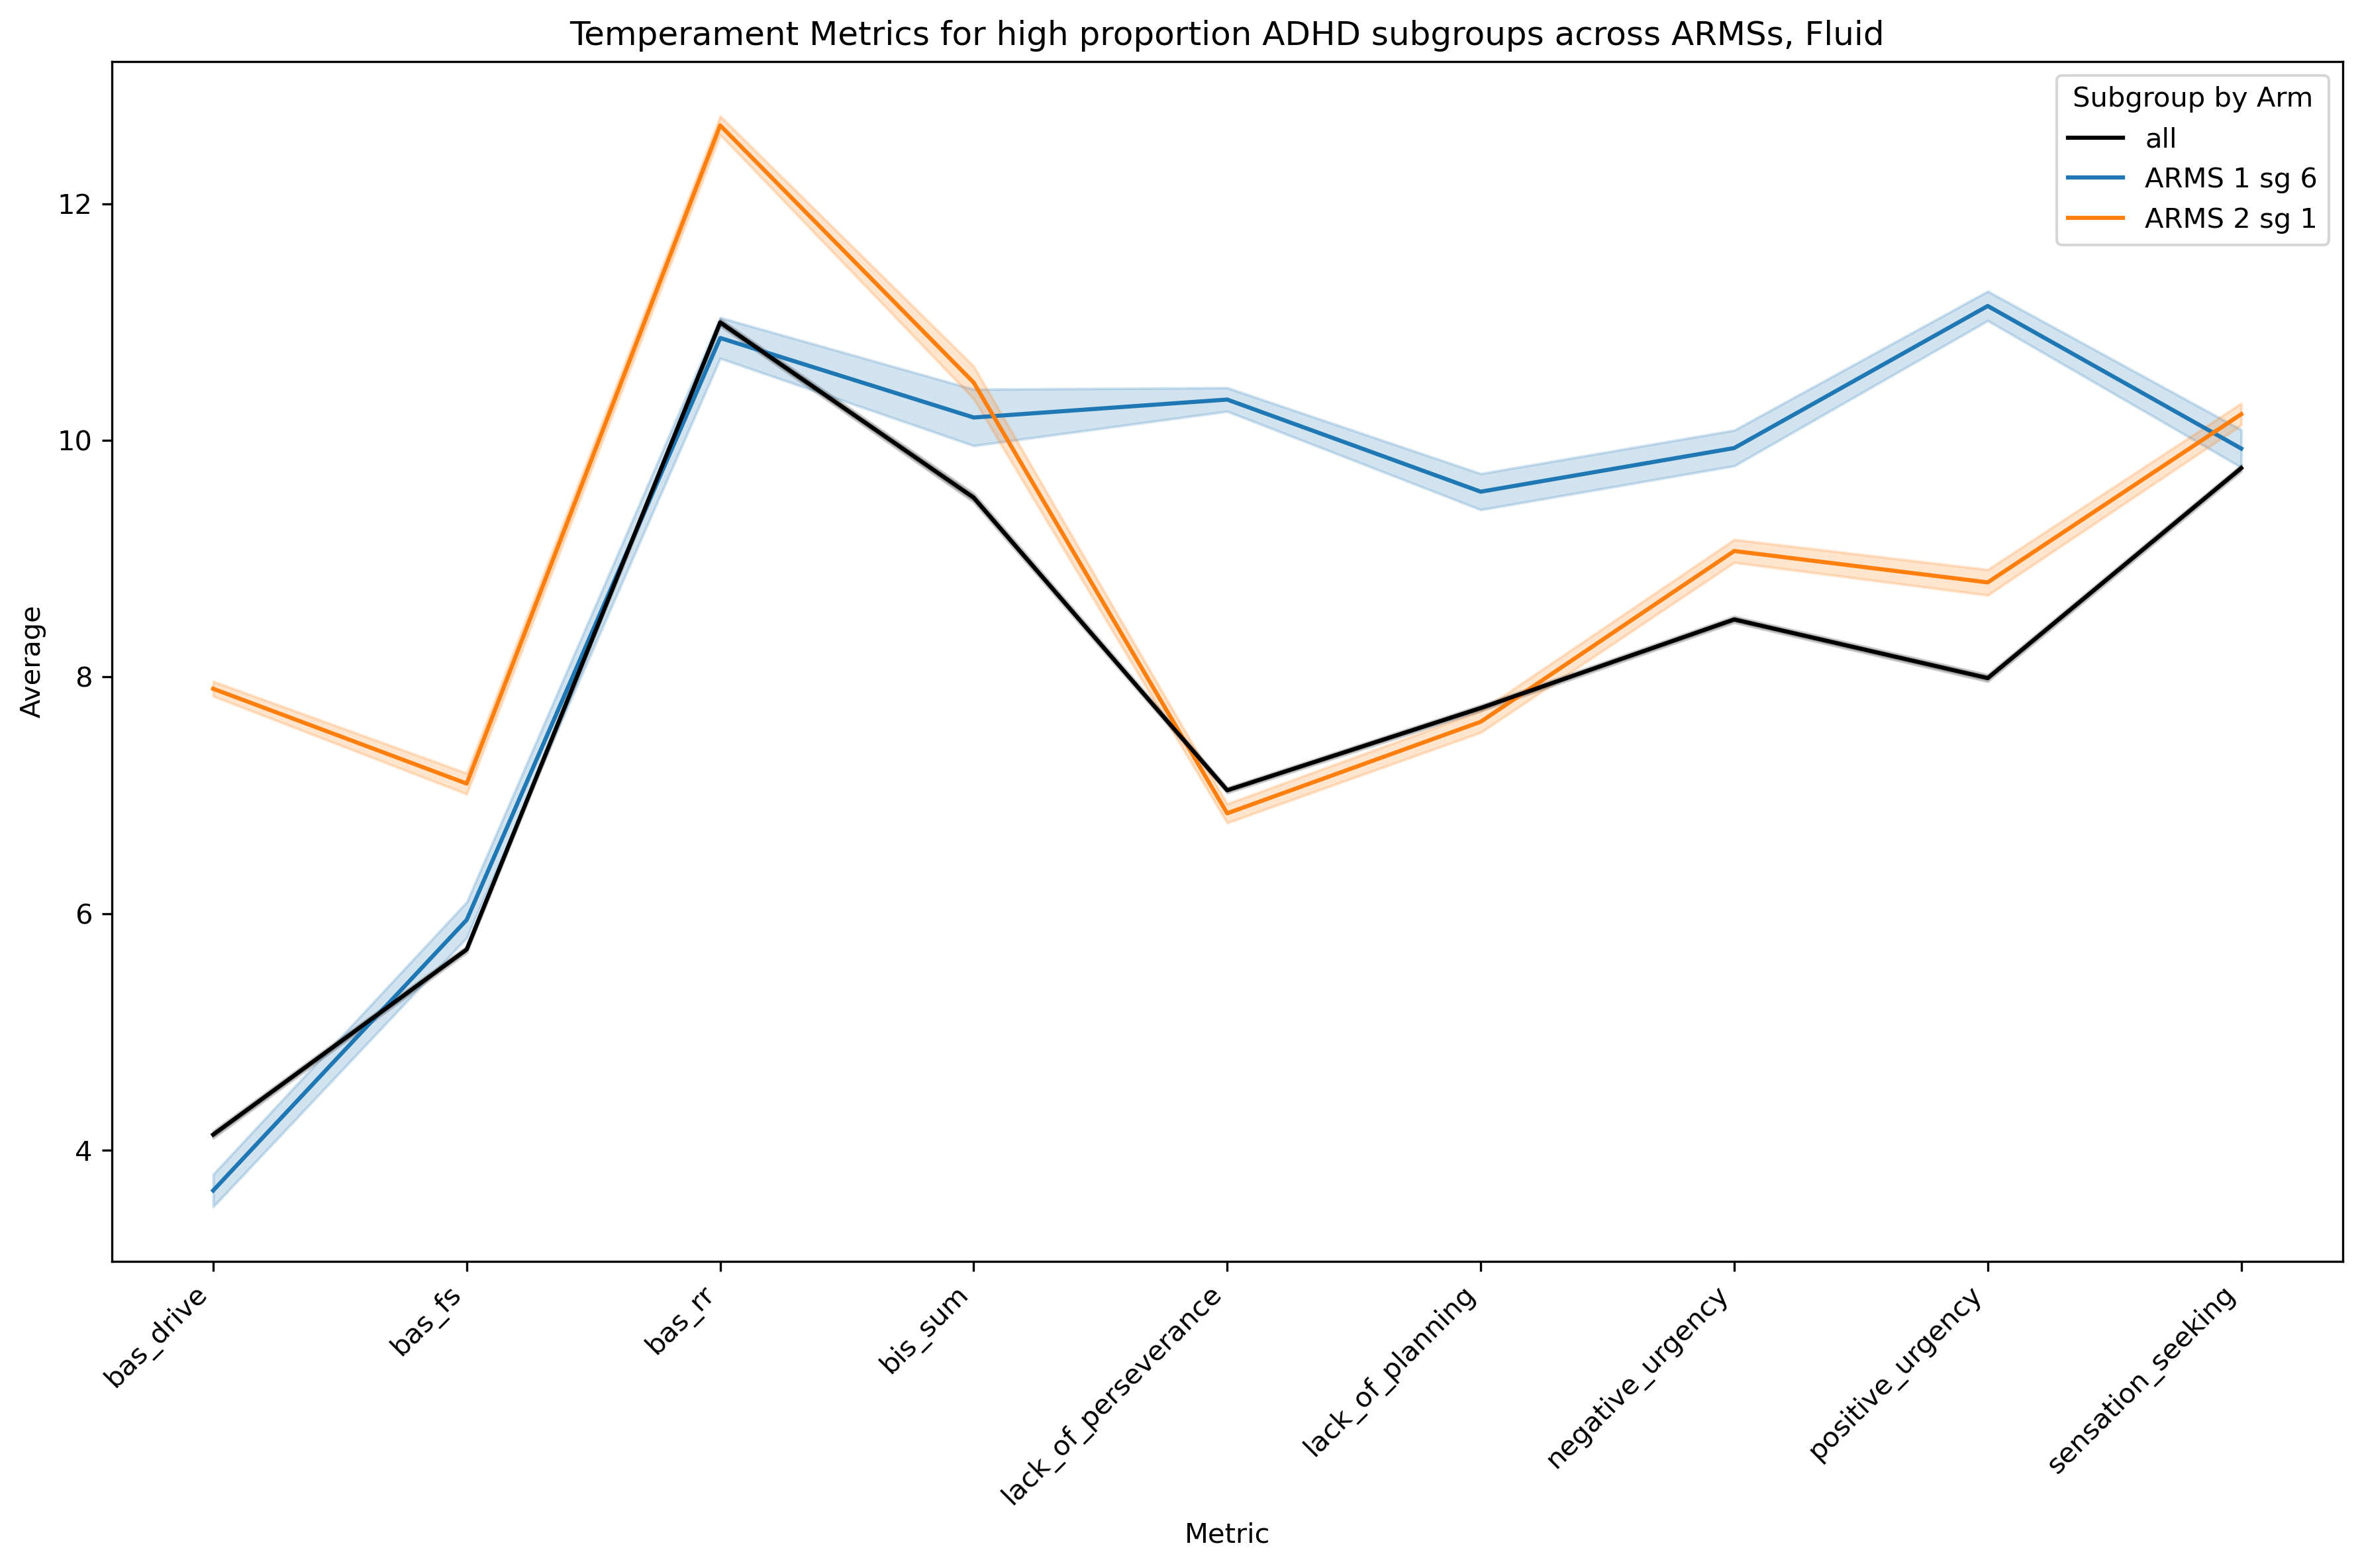 Temperament Metrics for high proportion ADHD subgroups across ARMSs, Fluid
Subgroup by Arm
all
ARMS 1 sg 6
ARMS 2 sg 1
Average
12
10
8
6
4
bas_drive
bas_fs
bas_rr
bis_sum
lack_of_perseverance
lack_of_planning
negative_urgency
positive_urgency
sensation_seeking
Metric